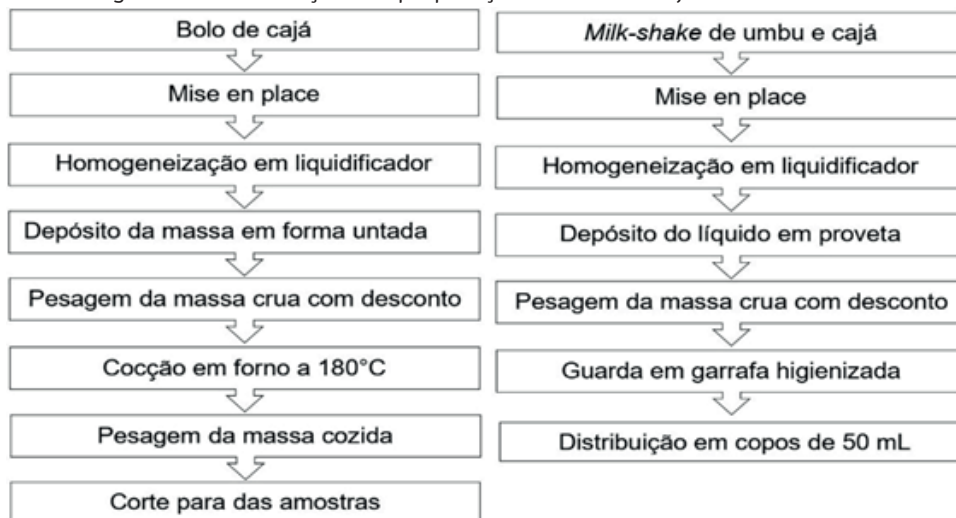 Bolo de cajá
Mise en place
Homogeneização em liquidificador
Depósito da massa em forma untada
Pesagem da massa crua com desconto
Cocção em forno a 180°C
Pesagem da massa cozida
Corte para das amostras
Milk-shake de umbu e cajá
Mise en place
Homogeneização em liquidificador
Depósito do líquido em proveta
Pesagem da massa crua com desconto
Guarda em garrafa higienizada
Distribuição em copos de 50 mL